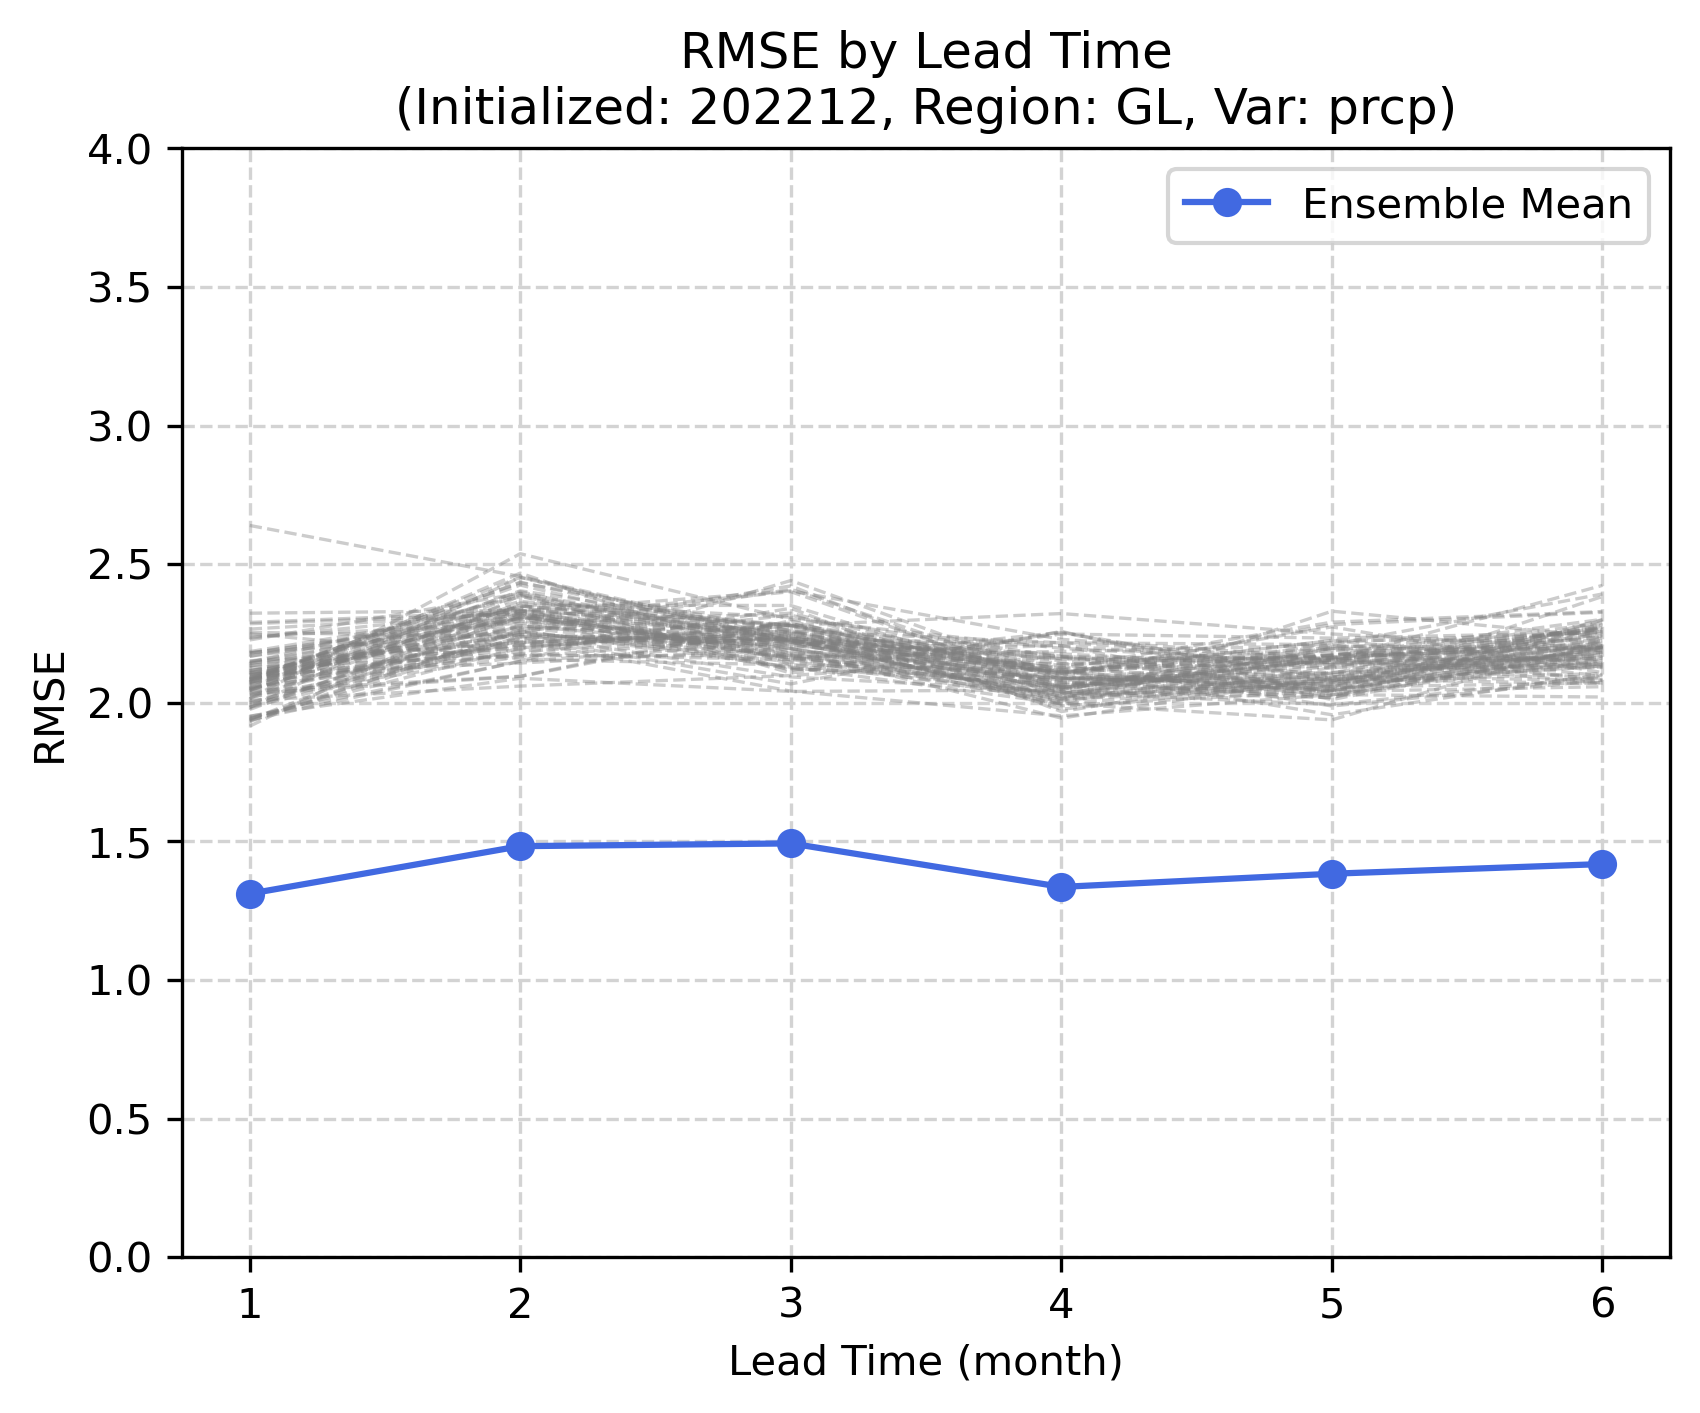 RMSE by Lead Time
(Initialized: 202212, Region: GL, Var: prcp)
Ensemble Mean
4.0
3.5
3.0
2.5
2.0
1.5
1.0
0.5
0.0
RMSE
1 2 3 4 5 6
Lead Time (month)